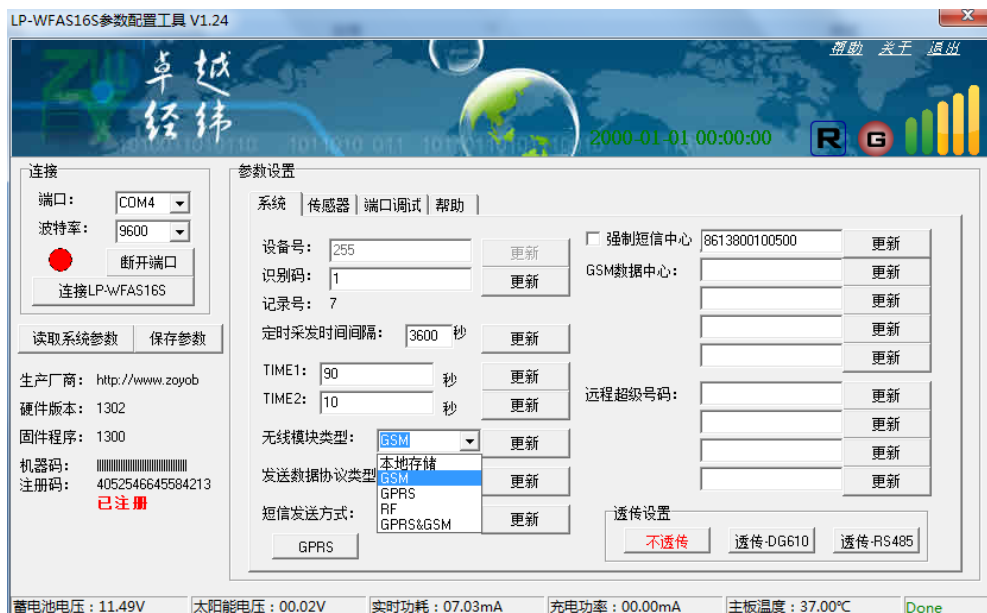 LP-WFAS16S参数配置工具 V1.24
帮助 关于 退出
卓越
经纬
2000-01-01 00:00:00
R G
连接
端口： COM4
波特率： 9600
断开端口
连接LP-WFAS16S
读取系统参数 保存参数
生产厂商： http://www.zoyob
硬件版本： 1302
固件程序： 1300
机器码：
注册码： 4052546645584213
已注册
参数设置
系统 传感器 端口调试 帮助
设备号： 255 更新
识别码： 1 更新
记录号： 7
定时采发时间间隔： 3600 秒 更新
TIME1： 90 秒 更新
TIME2： 10 秒 更新
无线模块类型： GSM 更新
本地存储
GSM
GPRS
RF
GPRS&GSM
发送数据协议类型 更新
短信发送方式： 更新
GPRS
强制短信中心 8613800100500 更新
GSM数据中心： 更新
更新
更新
更新
远程超级号码： 更新
更新
更新
更新
透传设置
不透传 透传-DG610 透传-RS485
蓄电池电压：11.49V 太阳能电压：00.02V 实时功耗：07.03mA 充电功率：00.00mA 主板温度：37.00℃ Done